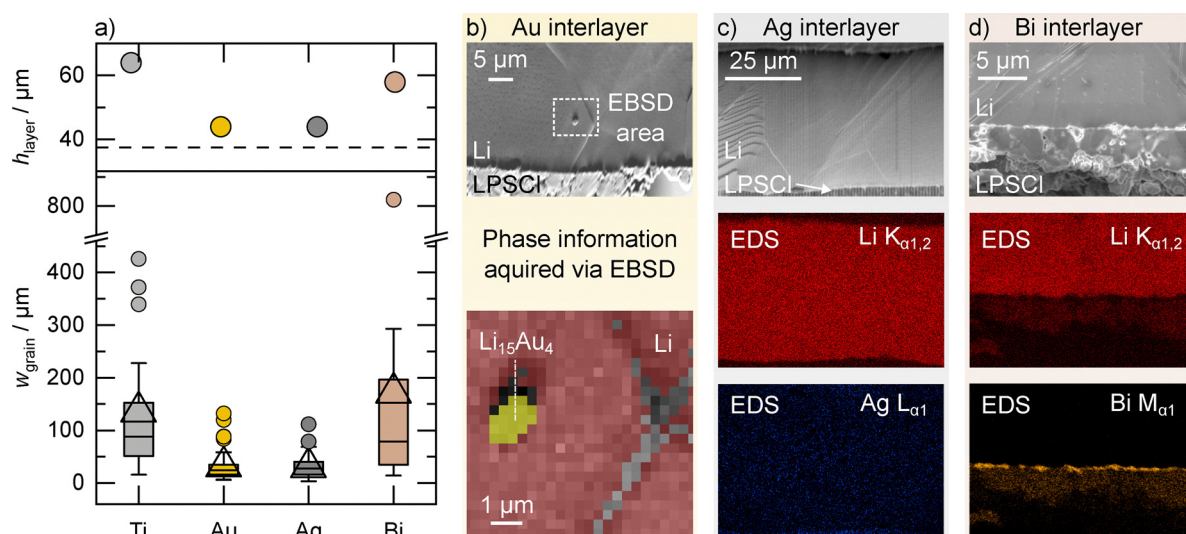 a)
h_layer / µm
60
40
800
400
300
200
100
0
w_grain / µm
Ti
Au
Ag
Bi
b) Au interlayer
5 µm
EBSD
area
Li
LPSCl
Phase information
aquired via EBSD
Li₁₅Au₄
Li
1 µm
c) Ag interlayer
25 µm
Li
LPSCl
EDS Li Kα1,2
EDS Ag Lα1
d) Bi interlayer
5 µm
Li
EDS Li Kα1,2
EDS Bi Mα1